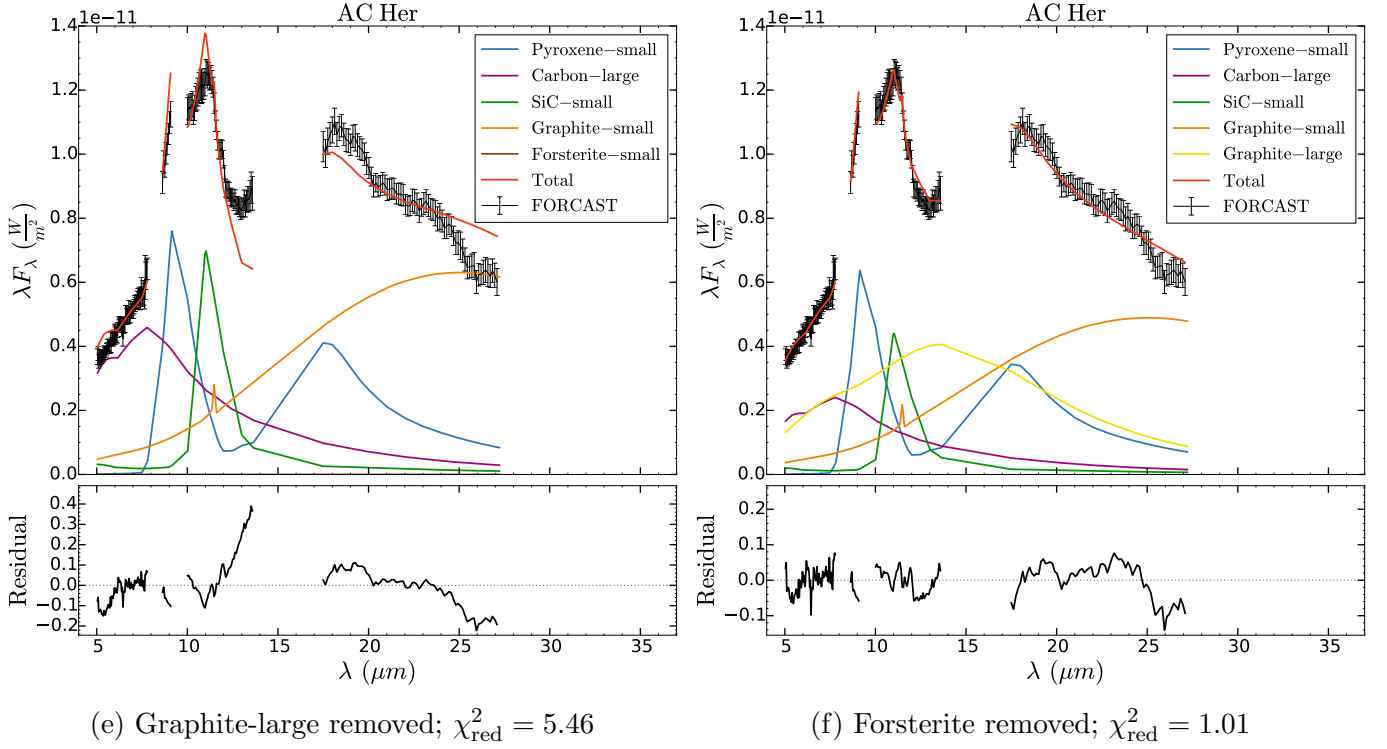 AC Her
1e−11
1.4
1.2
1.0
0.8
0.6
0.4
0.2
0.0
λF_λ (W/m²)
Pyroxene−small
Carbon−large
SiC−small
Graphite−small
Forsterite−small
Total
FORCAST
Residual
0.4
0.3
0.2
0.1
0.0
−0.1
−0.2
5 10 15 20 25 30 35
λ (μm)
(e) Graphite-large removed; χ²_red = 5.46
AC Her
1e−11
1.4
1.2
1.0
0.8
0.6
0.4
0.2
0.0
λF_λ (W/m²)
Pyroxene−small
Carbon−large
SiC−small
Graphite−small
Graphite−large
Total
FORCAST
Residual
0.2
0.1
0.0
−0.1
5 10 15 20 25 30 35
λ (μm)
(f) Forsterite removed; χ²_red = 1.01